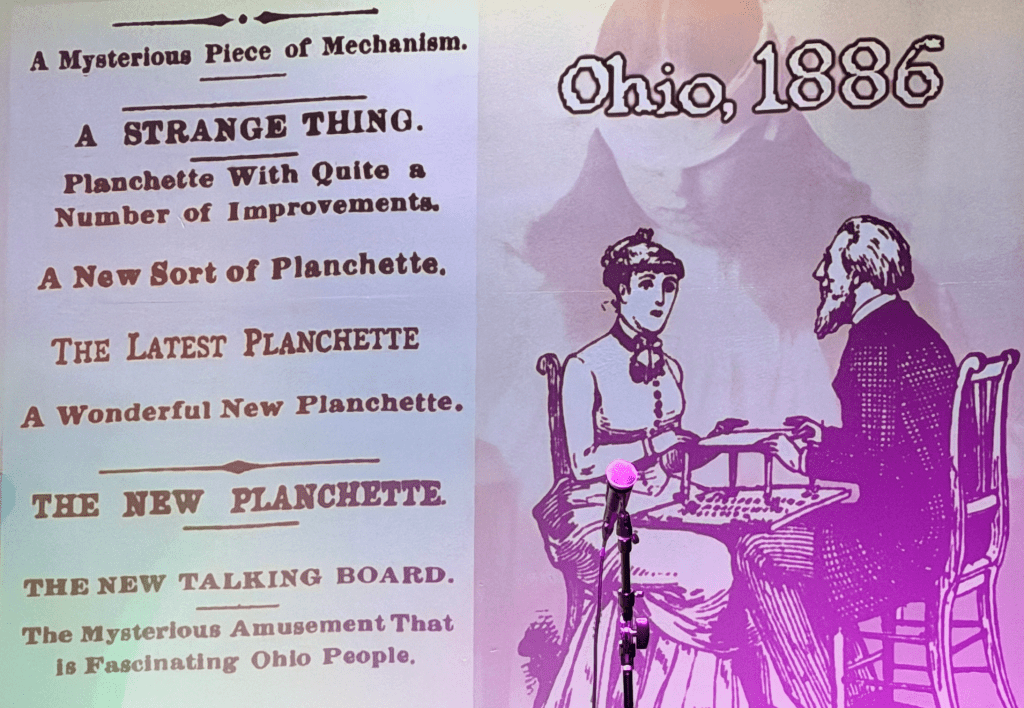 A Mysterious Piece of Mechanism.
A STRANGE THING.
Planchette With Quite a
Number of Improvements.
A New Sort of Planchette.
THE LATEST PLANCHETTE
A Wonderful New Planchette.
THE NEW PLANCHETTE.
THE NEW TALKING BOARD.
The Mysterious Amusement That
is Fascinating Ohio People.
Ohio, 1886